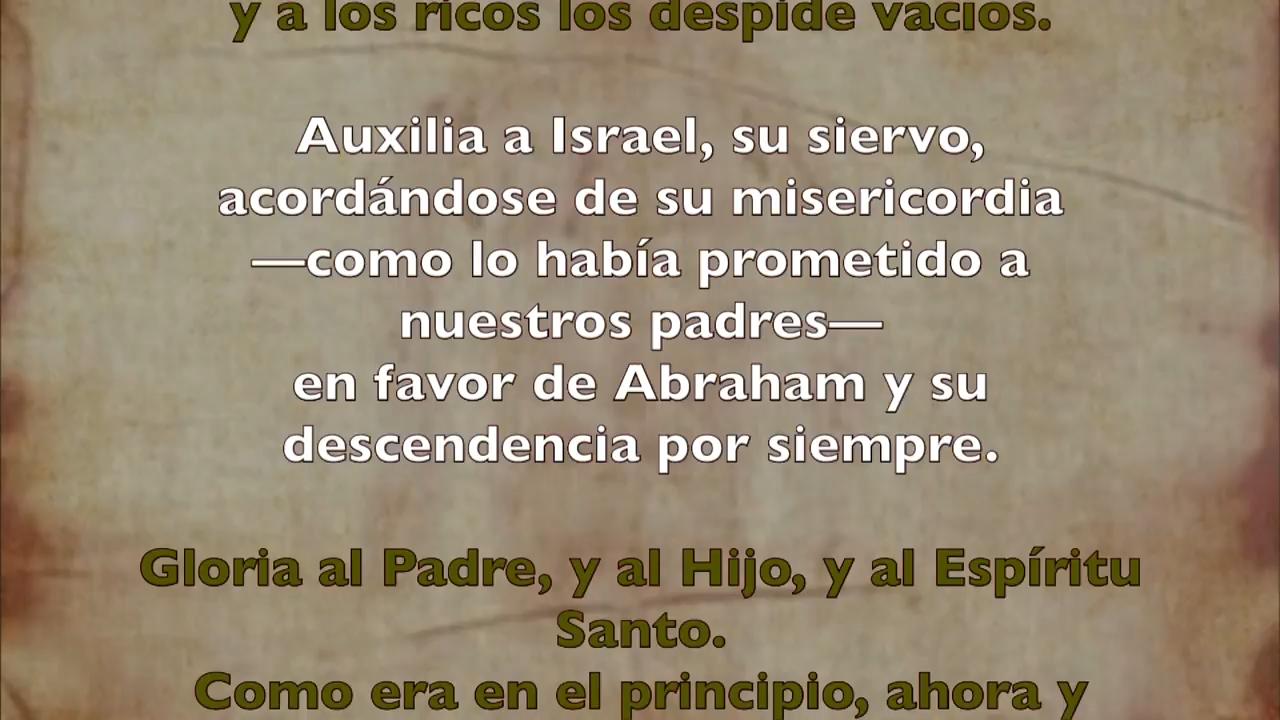 y a los ricos los despide vacíos.
Auxilia a Israel, su siervo,
acordándose de su misericordia
—como lo había prometido a
nuestros padres—
en favor de Abraham y su
descendencia por siempre.
Gloria al Padre, y al Hijo, y al Espíritu
Santo.
Como era en el principio, ahora y